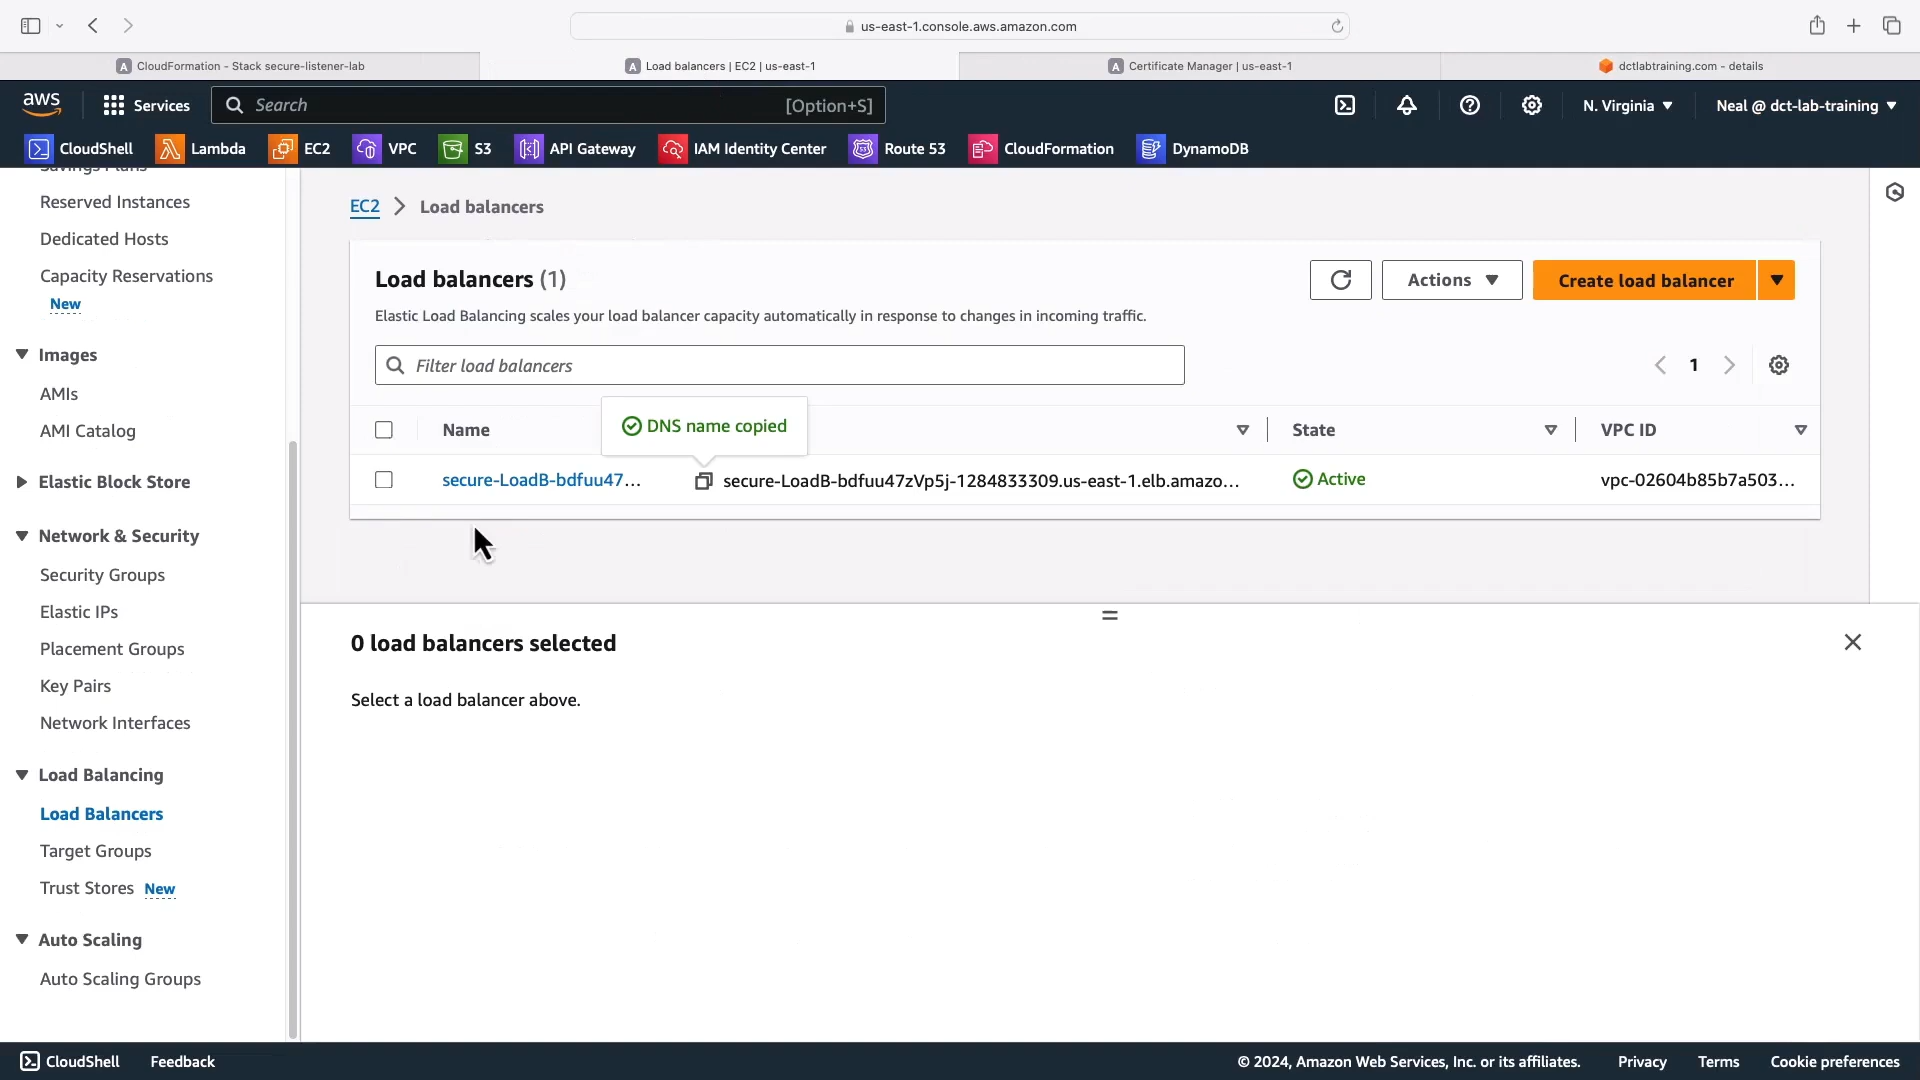 us-east-1.console.aws.amazon.com
CloudFormation - Stack secure-listener-lab
Load balancers | EC2 | us-east-1
Certificate Manager | us-east-1
dctlabtraining.com - details
aws
Services
Search
[Option+S]
N. Virginia
Neal @ dct-lab-training
CloudShell
Lambda
EC2
VPC
S3
API Gateway
IAM Identity Center
Route 53
CloudFormation
DynamoDB
Savings Plans
Reserved Instances
Dedicated Hosts
Capacity Reservations
New
Images
AMIs
AMI Catalog
Elastic Block Store
Network & Security
Security Groups
Elastic IPs
Placement Groups
Key Pairs
Network Interfaces
Load Balancing
Load Balancers
Target Groups
Trust Stores New
Auto Scaling
Auto Scaling Groups
EC2 > Load balancers
Load balancers (1)
Actions
Create load balancer
Elastic Load Balancing scales your load balancer capacity automatically in response to changes in incoming traffic.
Filter load balancers
1
DNS name copied
Name
State
VPC ID
secure-LoadB-bdfuu47...
secure-LoadB-bdfuu47zVp5j-1284833309.us-east-1.elb.amazo...
Active
vpc-02604b85b7a503...
0 load balancers selected
Select a load balancer above.
CloudShell
Feedback
© 2024, Amazon Web Services, Inc. or its affiliates.
Privacy
Terms
Cookie preferences